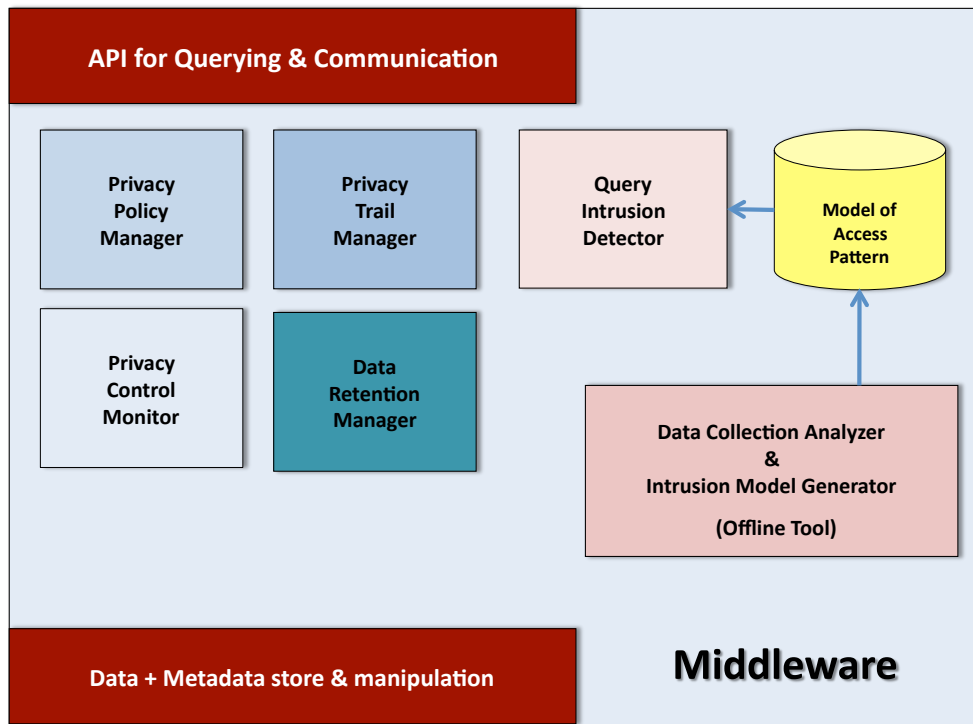 API for Querying & Communication
Privacy
Policy
Manager
Privacy
Trail
Manager
Query
Intrusion
Detector
Model of
Access
Pattern
Privacy
Control
Monitor
Data
Retention
Manager
Data Collection Analyzer
&
Intrusion Model Generator
(Offline Tool)
Data + Metadata store & manipulation
Middleware